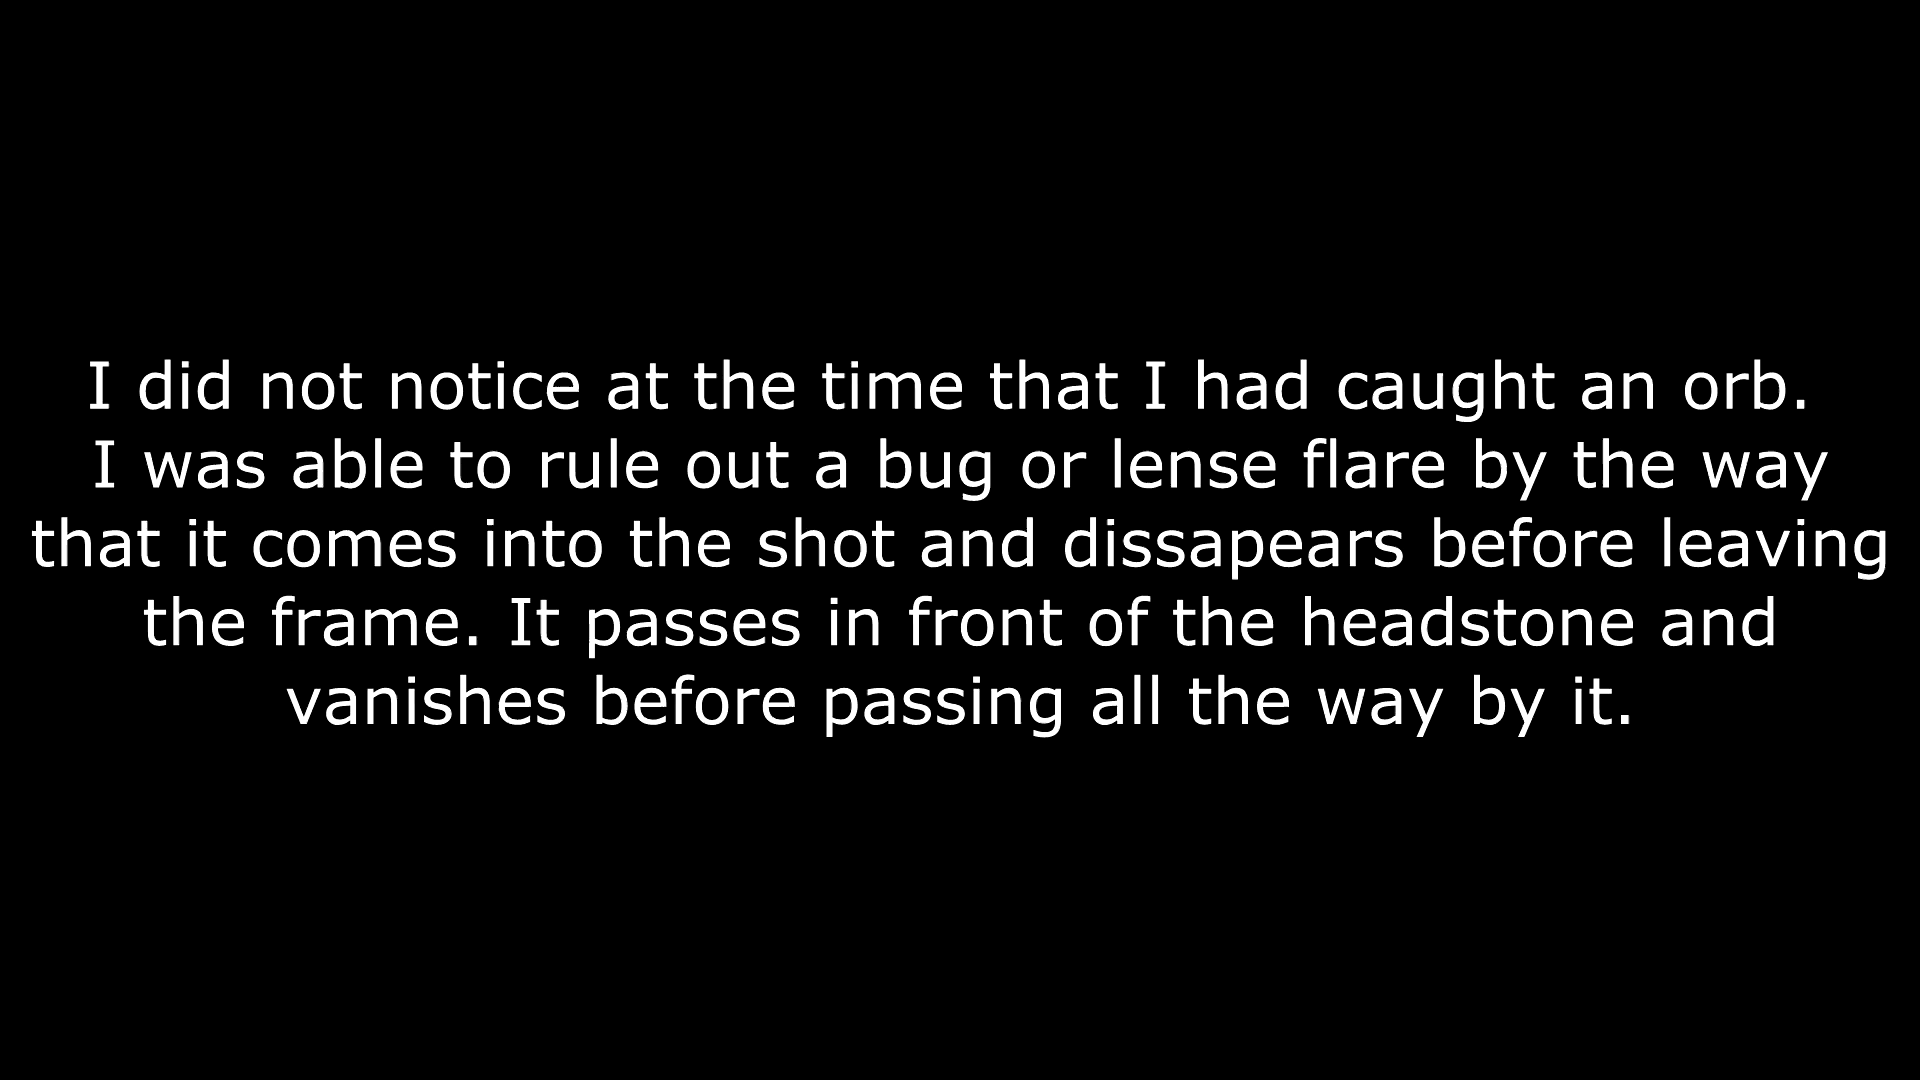 I did not notice at the time that I had caught an orb.
I was able to rule out a bug or lense flare by the way
that it comes into the shot and dissapears before leaving
the frame. It passes in front of the headstone and
vanishes before passing all the way by it.